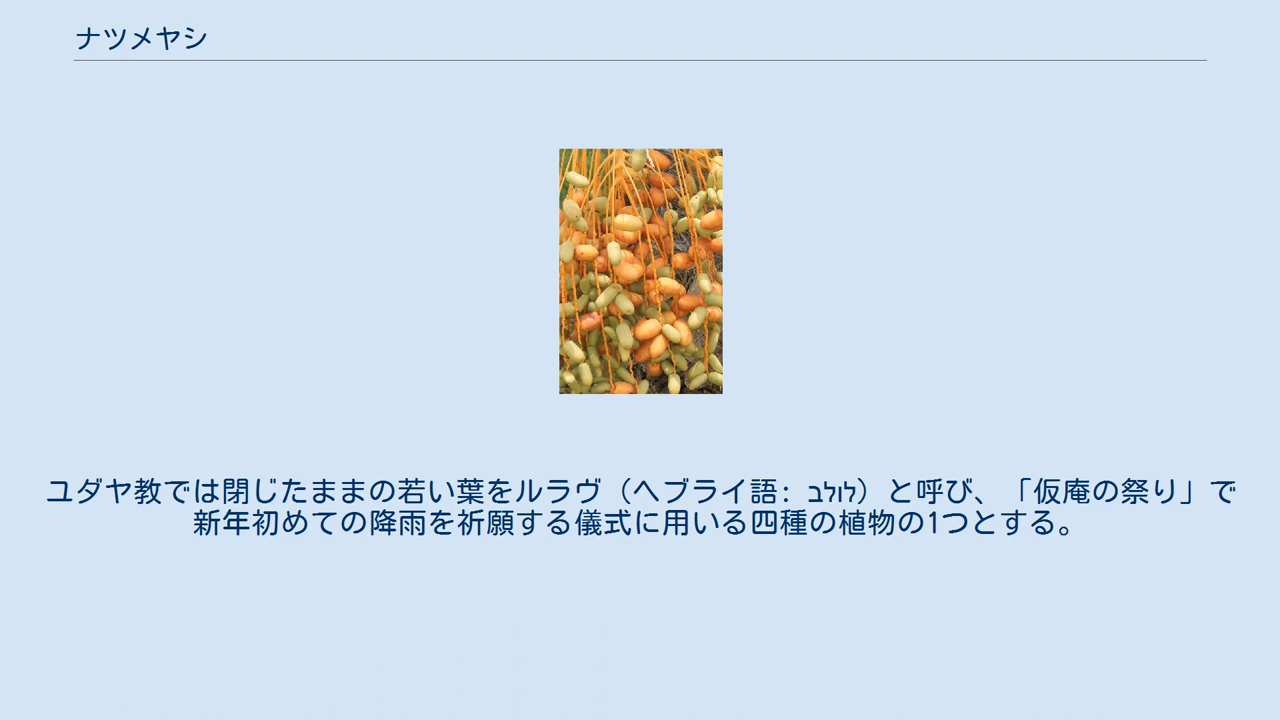 ナツメヤシ
ユダヤ教では閉じたままの若い葉をルラヴ（ヘブライ語: לולב）と呼び、「仮庵の祭り」で
新年初めての降雨を祈願する儀式に用いる四種の植物の1つとする。